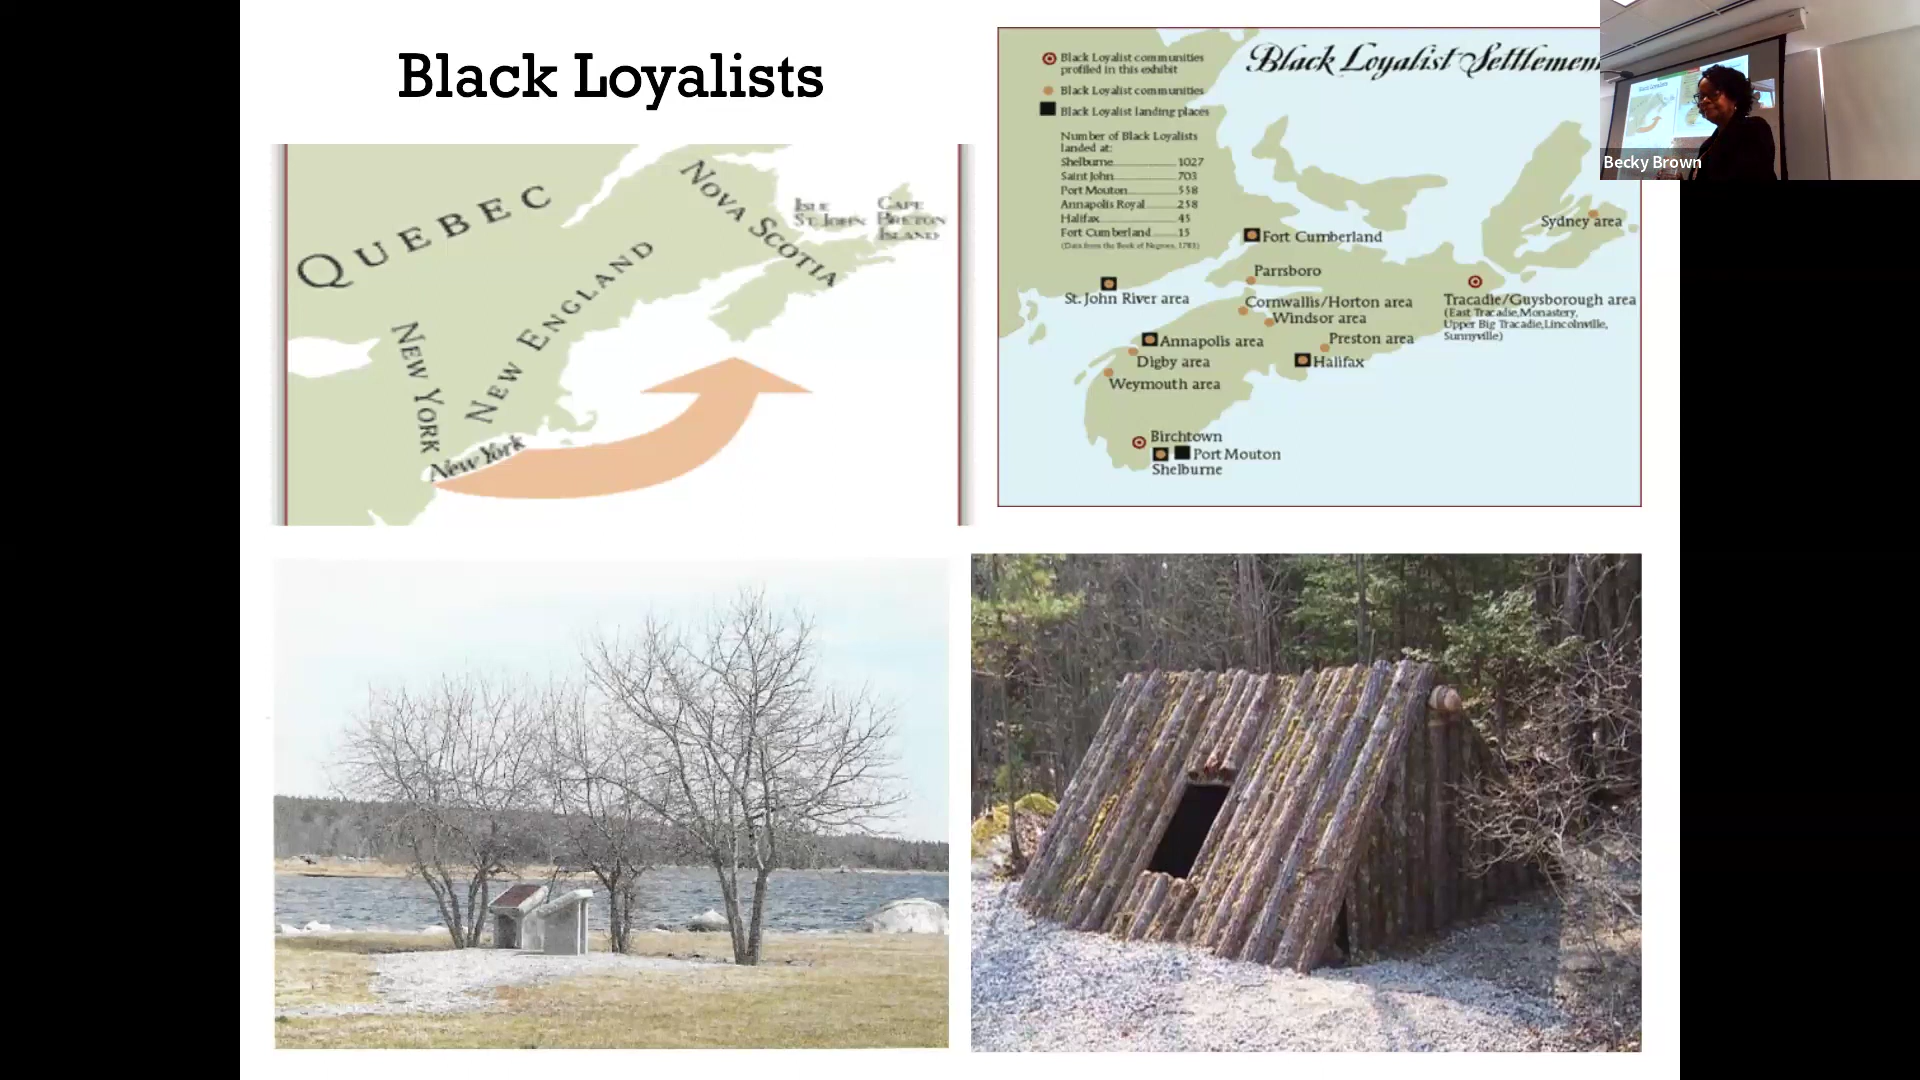 Black Loyalists
QUEBEC
NOVA SCOTIA
ISLE
ST. JOHN
CAPE
BRETON
ISLAND
NEW ENGLAND
NEW YORK
New York
Black Loyalist Settlemen
Black Loyalist communities
profiled in this exhibit
Black Loyalist communities
Black Loyalist landing places
Number of Black Loyalists
landed at:
Shelburne 1027
Saint John 703
Port Mouton 558
Annapolis Royal 258
Halifax 45
Fort Cumberland 15
(Data from the Book of Negroes, 1783)
Sydney area
Fort Cumberland
Parrsboro
St. John River area
Cornwallis/Horton area
Windsor area
Tracadie/Guysborough area
(East Tracadie, Monastery,
Upper Big Tracadie, Lincolnville,
Sunnyville)
Annapolis area
Preston area
Digby area
Halifax
Weymouth area
Birchtown
Port Mouton
Shelburne
Becky Brown